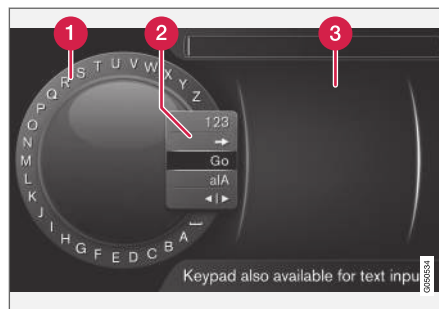 1
2
3
A B C D E F G H I J K L M N O P Q R S T U V W X Y Z
123
Go
a|A
Keypad also available for text inpu
G050534